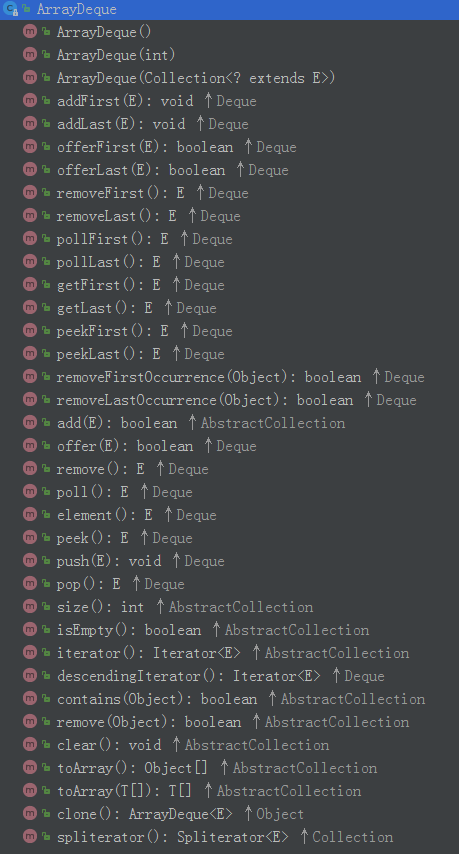 ArrayDeque
ArrayDeque()
ArrayDeque(int)
ArrayDeque(Collection<? extends E>)
addFirst(E): void ↑Deque
addLast(E): void ↑Deque
offerFirst(E): boolean ↑Deque
offerLast(E): boolean ↑Deque
removeFirst(): E ↑Deque
removeLast(): E ↑Deque
pollFirst(): E ↑Deque
pollLast(): E ↑Deque
getFirst(): E ↑Deque
getLast(): E ↑Deque
peekFirst(): E ↑Deque
peekLast(): E ↑Deque
removeFirstOccurrence(Object): boolean ↑Deque
removeLastOccurrence(Object): boolean ↑Deque
add(E): boolean ↑AbstractCollection
offer(E): boolean ↑Deque
remove(): E ↑Deque
poll(): E ↑Deque
element(): E ↑Deque
peek(): E ↑Deque
push(E): void ↑Deque
pop(): E ↑Deque
size(): int ↑AbstractCollection
isEmpty(): boolean ↑AbstractCollection
iterator(): Iterator<E> ↑AbstractCollection
descendingIterator(): Iterator<E> ↑Deque
contains(Object): boolean ↑AbstractCollection
remove(Object): boolean ↑AbstractCollection
clear(): void ↑AbstractCollection
toArray(): Object[] ↑AbstractCollection
toArray(T[]): T[] ↑AbstractCollection
clone(): ArrayDeque<E> ↑Object
spliterator(): Spliterator<E> ↑Collection